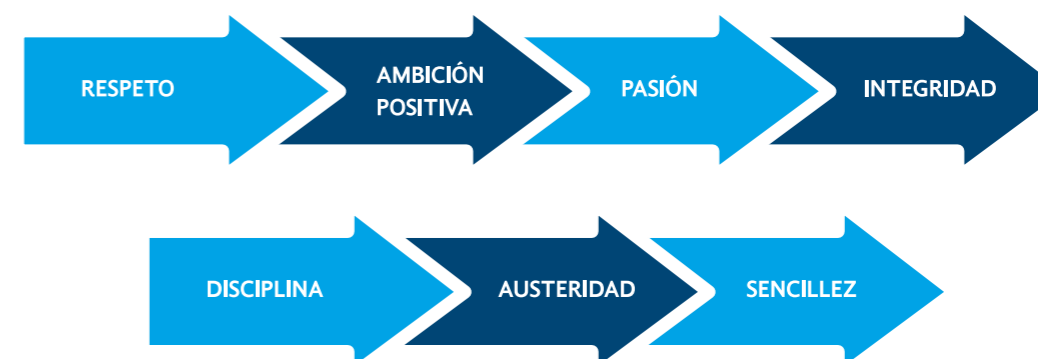 RESPETO
AMBICIÓN
POSITIVA
PASIÓN
INTEGRIDAD
DISCIPLINA
AUSTERIDAD
SENCILLEZ